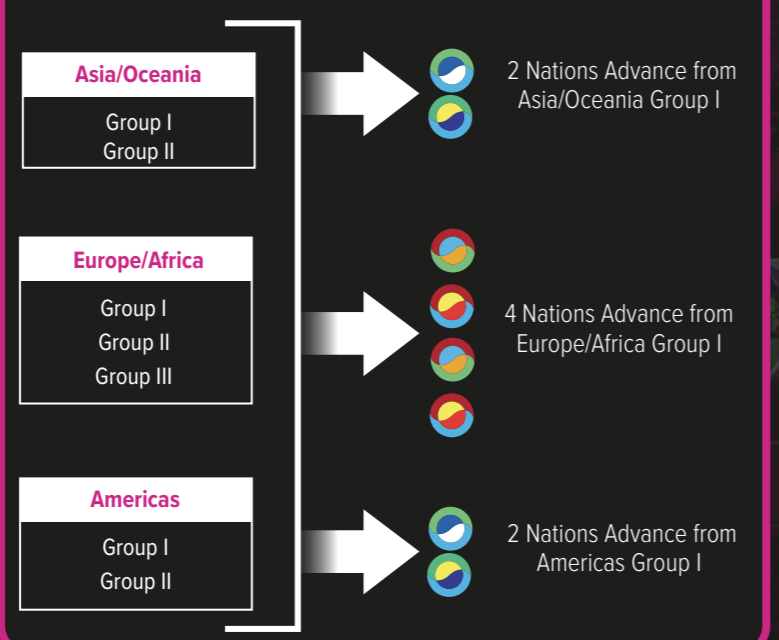 Asia/Oceania
Group I
Group II
2 Nations Advance from
Asia/Oceania Group I
Europe/Africa
Group I
Group II
Group III
4 Nations Advance from
Europe/Africa Group I
Americas
Group I
Group II
2 Nations Advance from
Americas Group I